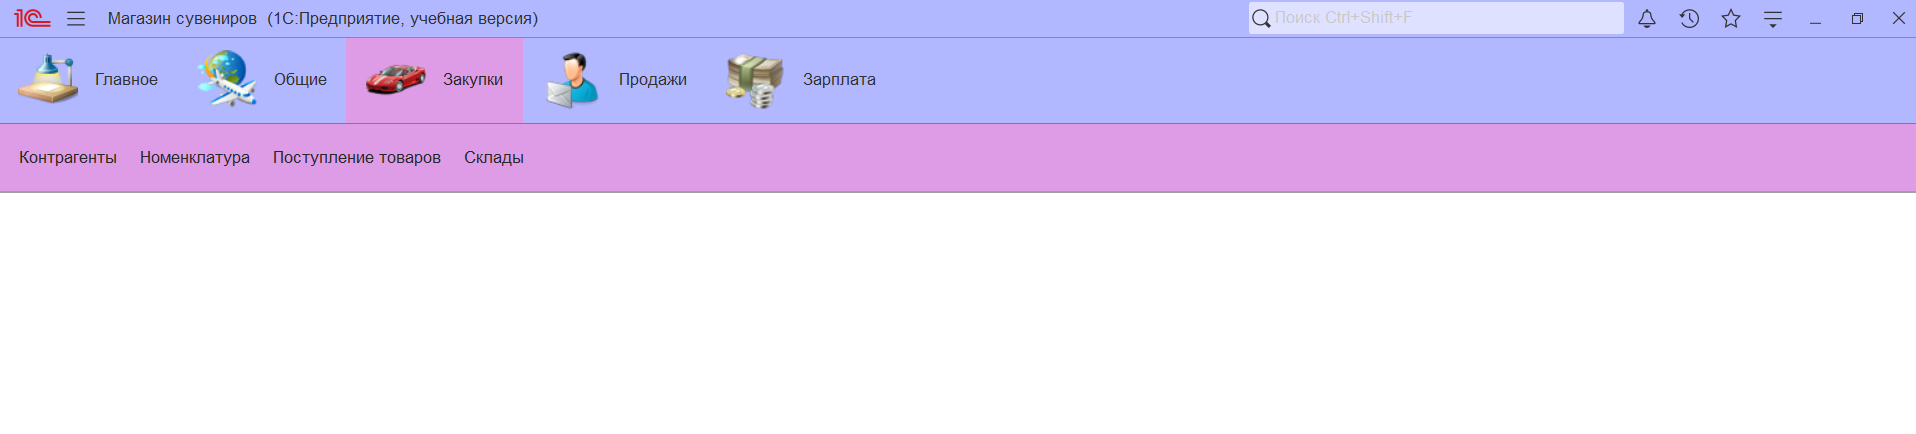 1С Магазин сувениров (1С:Предприятие, учебная версия) Поиск Ctrl+Shift+F
Главное Общие Закупки Продажи Зарплата
Контрагенты Номенклатура Поступление товаров Склады